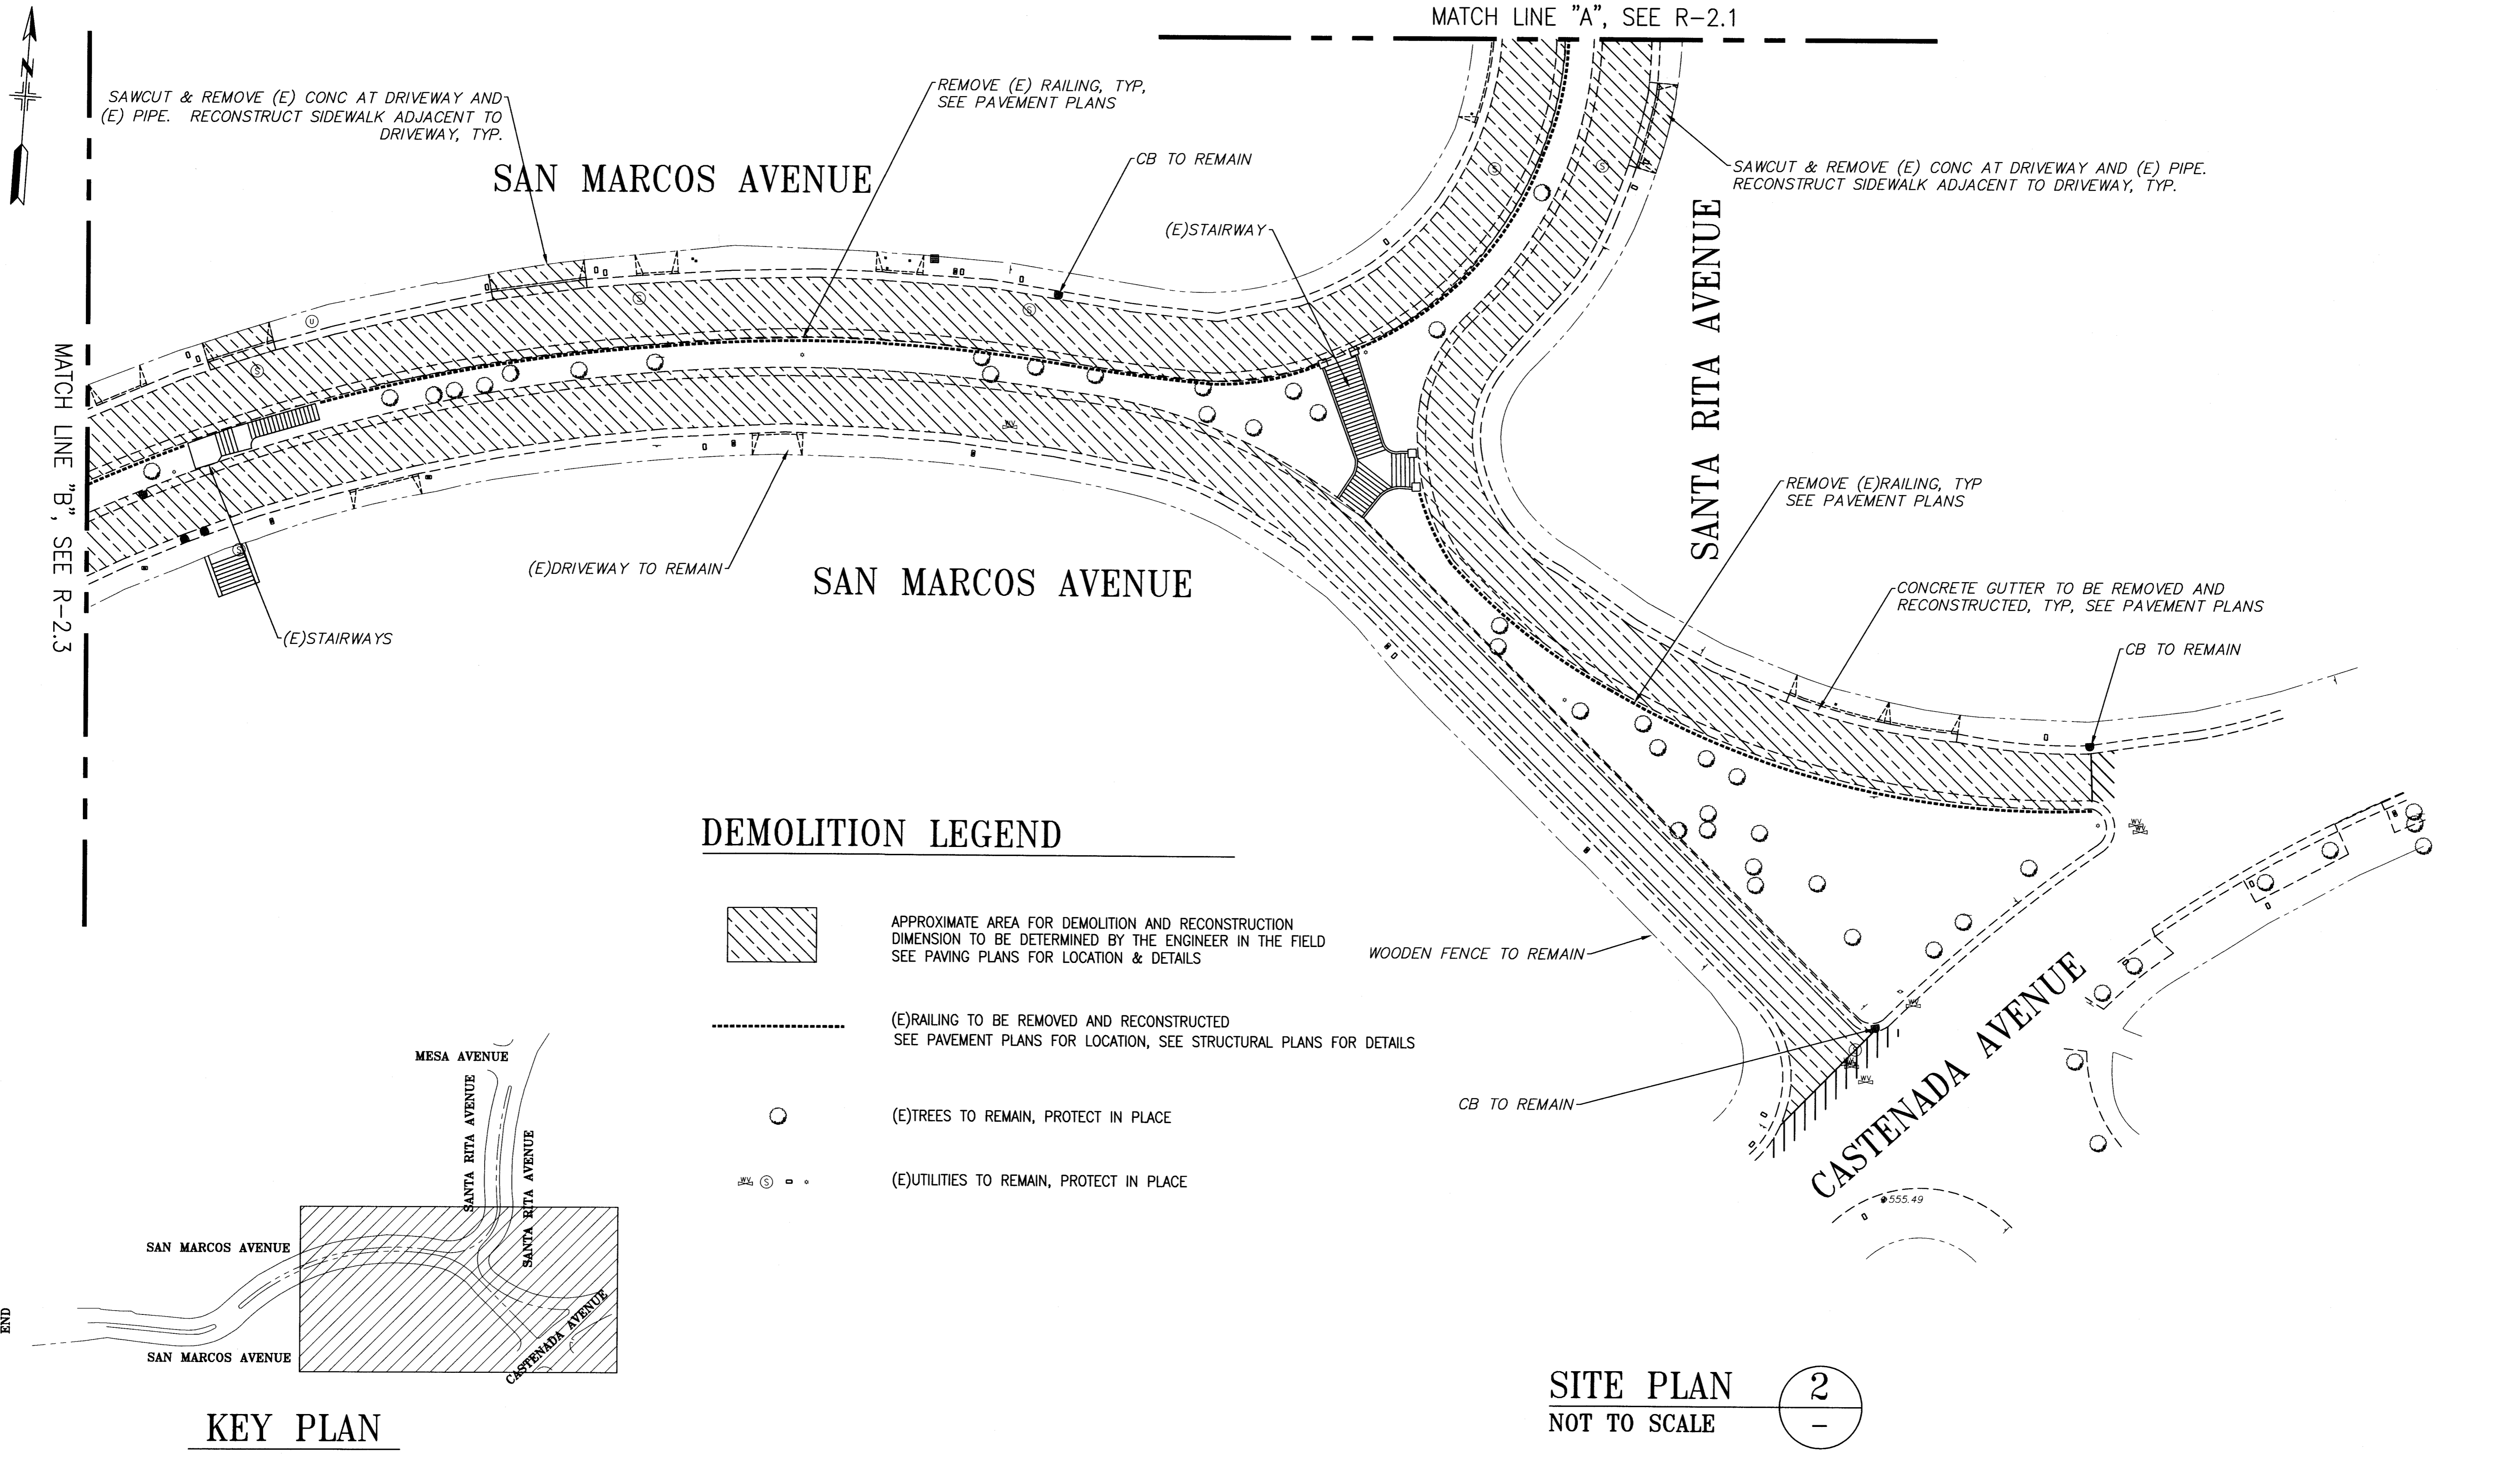 MATCH LINE "A", SEE R-2.1
N
SAWCUT & REMOVE (E) CONC AT DRIVEWAY AND
(E) PIPE. RECONSTRUCT SIDEWALK ADJACENT TO
DRIVEWAY, TYP.
REMOVE (E) RAILING, TYP,
SEE PAVEMENT PLANS
CB TO REMAIN
SAN MARCOS AVENUE
(E)STAIRWAY
SAWCUT & REMOVE (E) CONC AT DRIVEWAY AND (E) PIPE.
RECONSTRUCT SIDEWALK ADJACENT TO DRIVEWAY, TYP.
SANTA RITA AVENUE
S
S
S
S
U
S
WV
S
MATCH LINE "B", SEE R-2.3
REMOVE (E)RAILING, TYP
SEE PAVEMENT PLANS
(E)DRIVEWAY TO REMAIN
SAN MARCOS AVENUE
CONCRETE GUTTER TO BE REMOVED AND
RECONSTRUCTED, TYP, SEE PAVEMENT PLANS
(E)STAIRWAYS
CB TO REMAIN
WV
WV
DEMOLITION LEGEND
APPROXIMATE AREA FOR DEMOLITION AND RECONSTRUCTION
DIMENSION TO BE DETERMINED BY THE ENGINEER IN THE FIELD
SEE PAVING PLANS FOR LOCATION & DETAILS
WOODEN FENCE TO REMAIN
(E)RAILING TO BE REMOVED AND RECONSTRUCTED
SEE PAVEMENT PLANS FOR LOCATION, SEE STRUCTURAL PLANS FOR DETAILS
WV
S
WV
WV
CB TO REMAIN
CASTENADA AVENUE
555.49
(E)TREES TO REMAIN, PROTECT IN PLACE
WV S
(E)UTILITIES TO REMAIN, PROTECT IN PLACE
MESA AVENUE
SANTA RITA AVENUE
SANTA RITA AVENUE
SAN MARCOS AVENUE
END
SAN MARCOS AVENUE
CASTENADA AVENUE
KEY PLAN
SITE PLAN
NOT TO SCALE
2
–